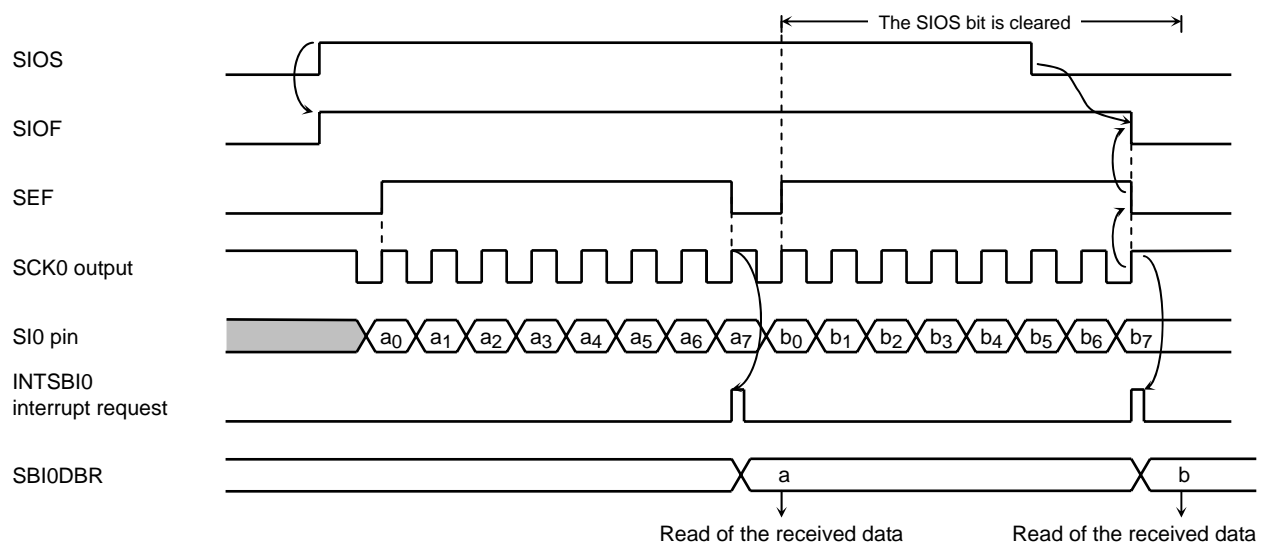 The SIOS bit is cleared
SIOS
SIOF
SEF
SCK0 output
SI0 pin
a0 a1 a2 a3 a4 a5 a6 a7 b0 b1 b2 b3 b4 b5 b6 b7
INTSBI0
interrupt request
SBI0DBR
a b
Read of the received data Read of the received data